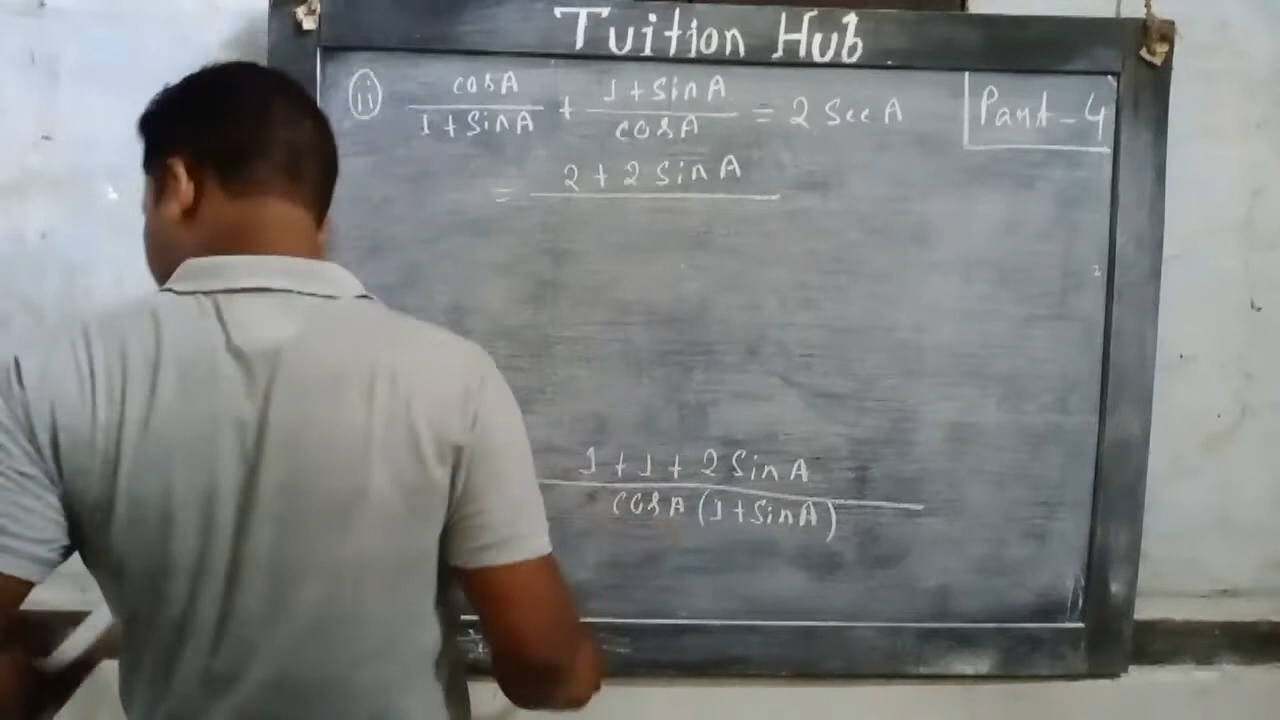 Tuition Hub
(ii) cosA/(1+SinA) + (1+SinA)/cosA = 2 SecA
Part-4
= 2+2 SinA
1+1+2 SinA
cosA(1+SinA)